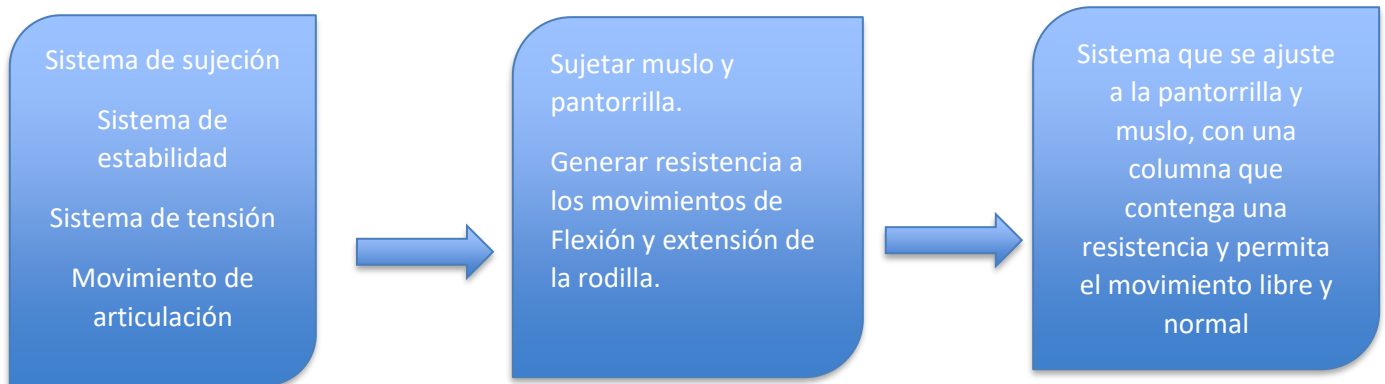 Sistema de sujeción
Sistema de
estabilidad
Sistema de tensión
Movimiento de
articulación
Sujetar muslo y
pantorrilla.
Generar resistencia a
los movimientos de
Flexión y extensión de
la rodilla.
Sistema que se ajuste
a la pantorrilla y
muslo, con una
columna que
contenga una
resistencia y permita
el movimiento libre y
normal